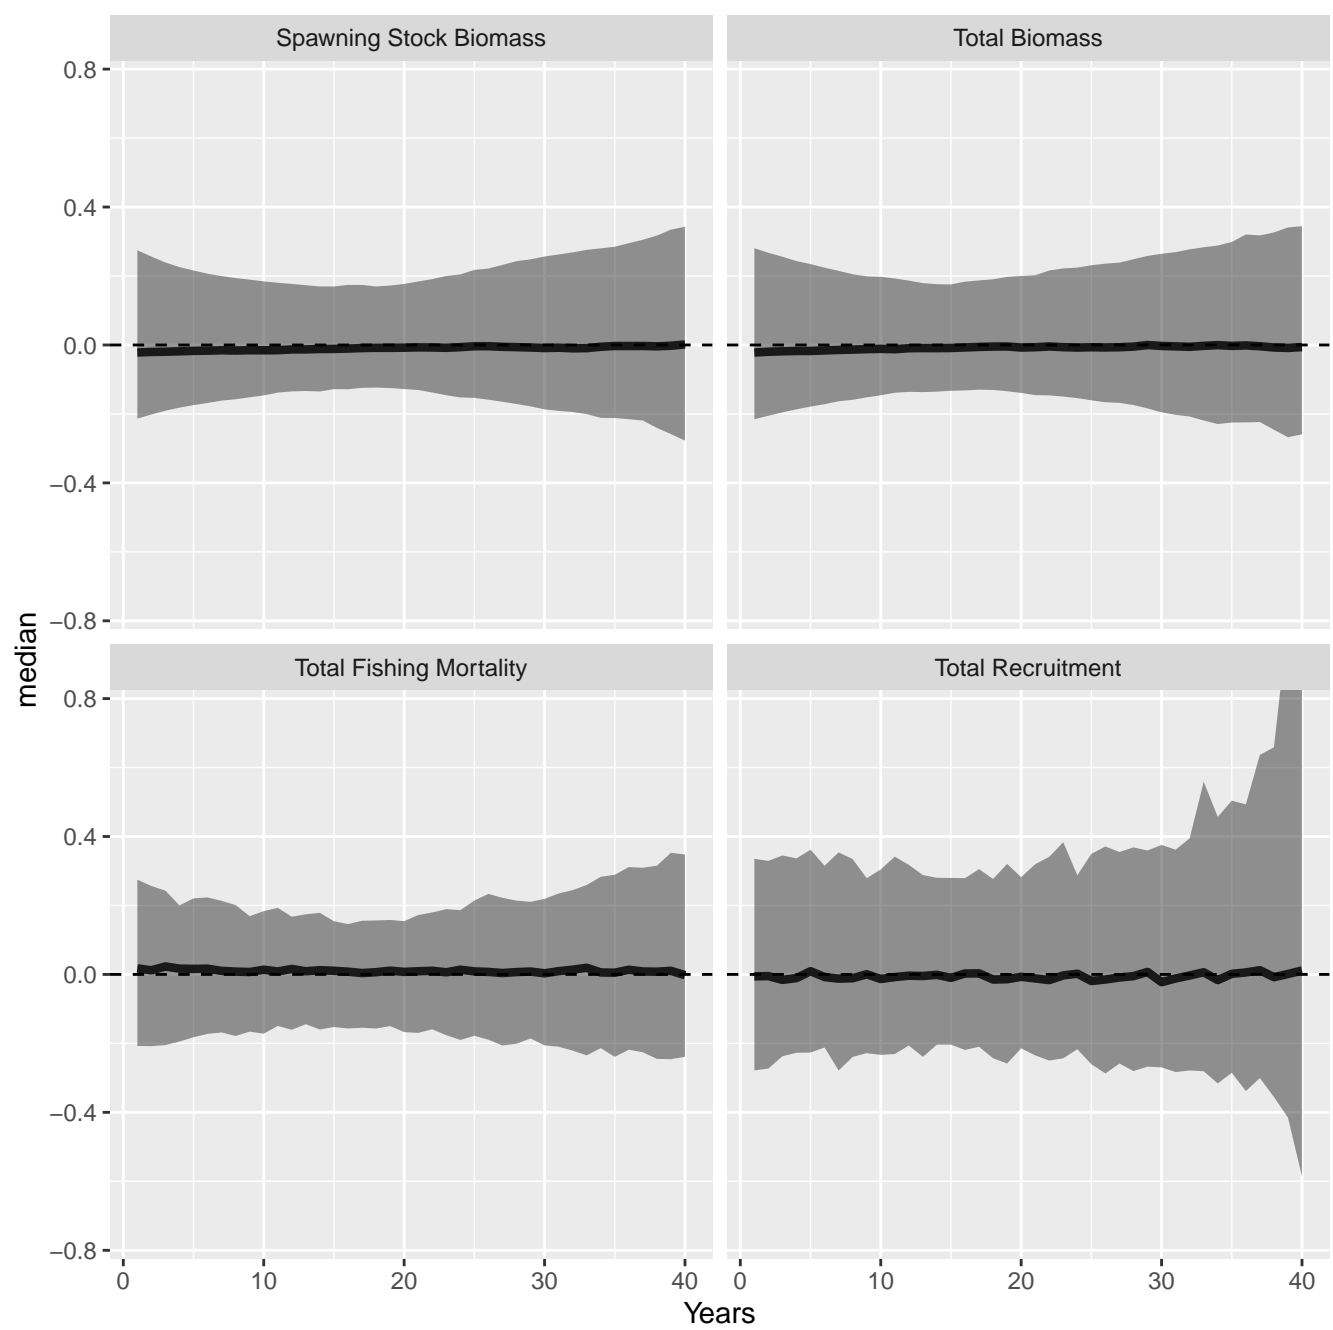 Spawning Stock Biomass
Total Biomass
0.8
0.4
0.0
−0.4
−0.8
median
Total Fishing Mortality
Total Recruitment
0.8
0.4
0.0
−0.4
−0.8
0 10 20 30 40
0 10 20 30 40
Years